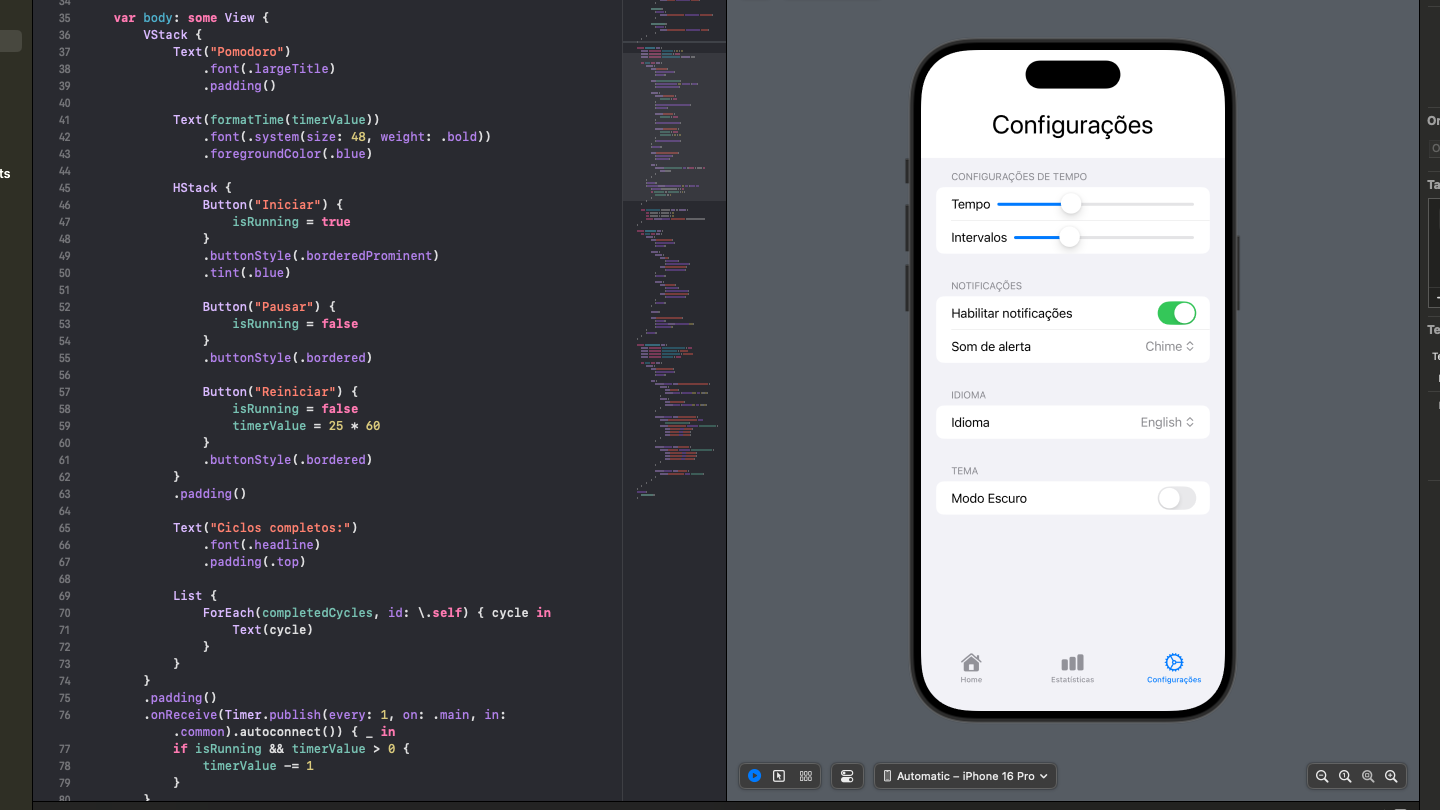 34
35 var body: some View {
36 VStack {
37 Text("Pomodoro")
38 .font(.largeTitle)
39 .padding()
40
41 Text(formatTime(timerValue))
42 .font(.system(size: 48, weight: .bold))
43 .foregroundColor(.blue)
44
45 HStack {
46 Button("Iniciar") {
47 isRunning = true
48 }
49 .buttonStyle(.borderedProminent)
50 .tint(.blue)
51
52 Button("Pausar") {
53 isRunning = false
54 }
55 .buttonStyle(.bordered)
56
57 Button("Reiniciar") {
58 isRunning = false
59 timerValue = 25 * 60
60 }
61 .buttonStyle(.bordered)
62 }
63 .padding()
64
65 Text("Ciclos completos:")
66 .font(.headline)
67 .padding(.top)
68
69 List {
70 ForEach(completedCycles, id: \.self) { cycle in
71 Text(cycle)
72 }
73 }
74 }
75 .padding()
76 .onReceive(Timer.publish(every: 1, on: .main, in:
.common).autoconnect()) { _ in
77 if isRunning && timerValue > 0 {
78 timerValue -= 1
79 }
80 }
ts
Configurações
CONFIGURAÇÕES DE TEMPO
Tempo
Intervalos
NOTIFICAÇÕES
Habilitar notificações
Som de alerta Chime
IDIOMA
Idioma English
TEMA
Modo Escuro
Home Estatísticas Configurações
Automatic – iPhone 16 Pro